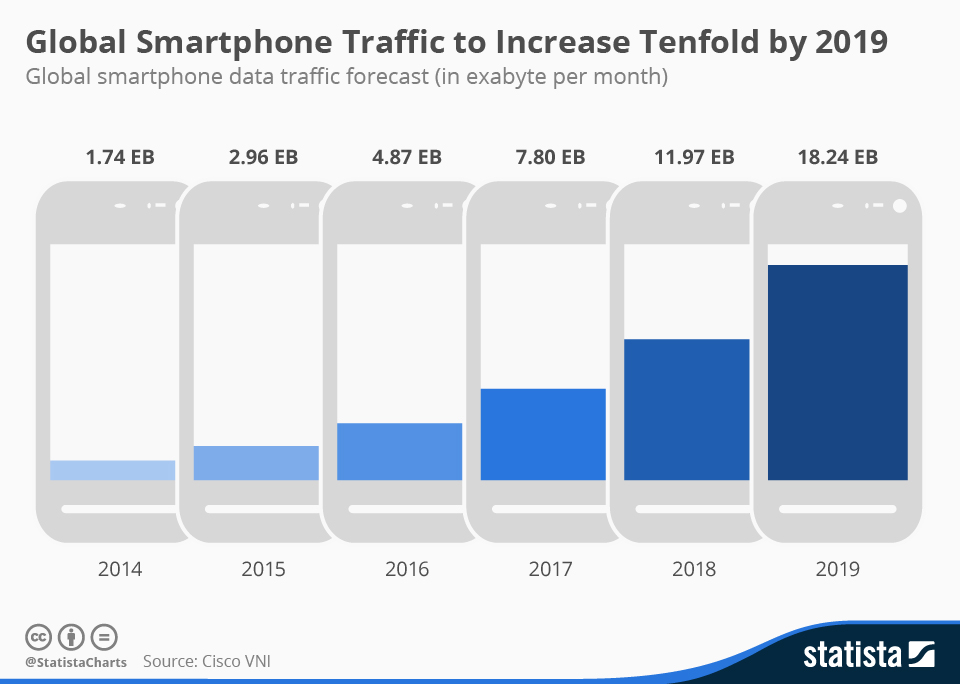 Global Smartphone Traffic to Increase Tenfold by 2019
Global smartphone data traffic forecast (in exabyte per month)
1.74 EB 2.96 EB 4.87 EB 7.80 EB 11.97 EB 18.24 EB
2014 2015 2016 2017 2018 2019
cc
@StatistaCharts Source: Cisco VNI
statista